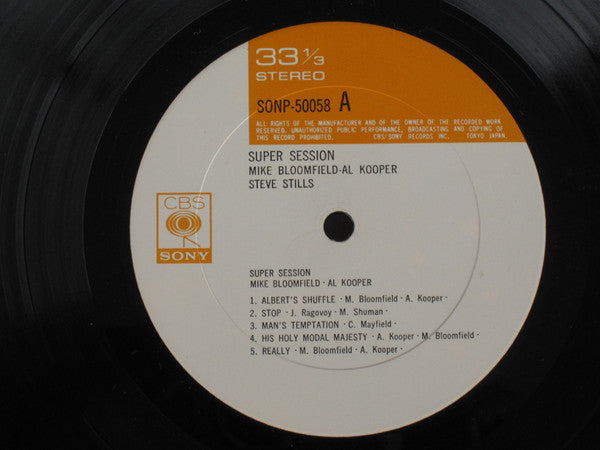 33 1/3
STEREO
SONP-50058 A
ALL RIGHTS OF THE MANUFACTURER AND OF THE OWNER OF THE RECORDED WORK
RESERVED. UNAUTHORIZED PUBLIC PERFORMANCE, BROADCASTING AND COPYING OF
THIS RECORD PROHIBITED. CBS/SONY RECORDS INC. TOKYO JAPAN.
SUPER SESSION
MIKE BLOOMFIELD-AL KOOPER
STEVE STILLS
CBS
SONY
SUPER SESSION
MIKE BLOOMFIELD · AL KOOPER
1. ALBERT'S SHUFFLE · M. Bloomfield · A. Kooper ·
2. STOP · J. Ragovoy · M. Shuman ·
3. MAN'S TEMPTATION · C. Mayfield ·
4. HIS HOLY MODAL MAJESTY · A. Kooper · M. Bloomfield ·
5. REALLY · M. Bloomfield · A. Kooper ·